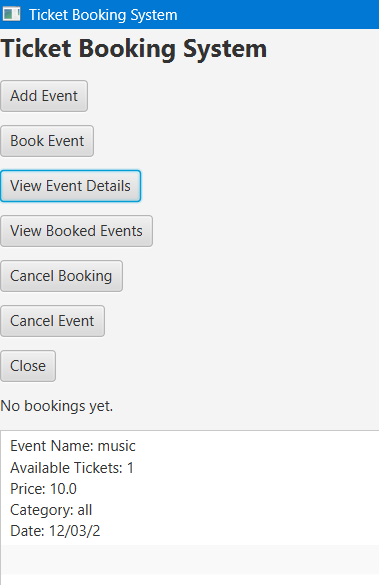 Ticket Booking System
Ticket Booking System
Add Event
Book Event
View Event Details
View Booked Events
Cancel Booking
Cancel Event
Close
No bookings yet.
Event Name: music
Available Tickets: 1
Price: 10.0
Category: all
Date: 12/03/2